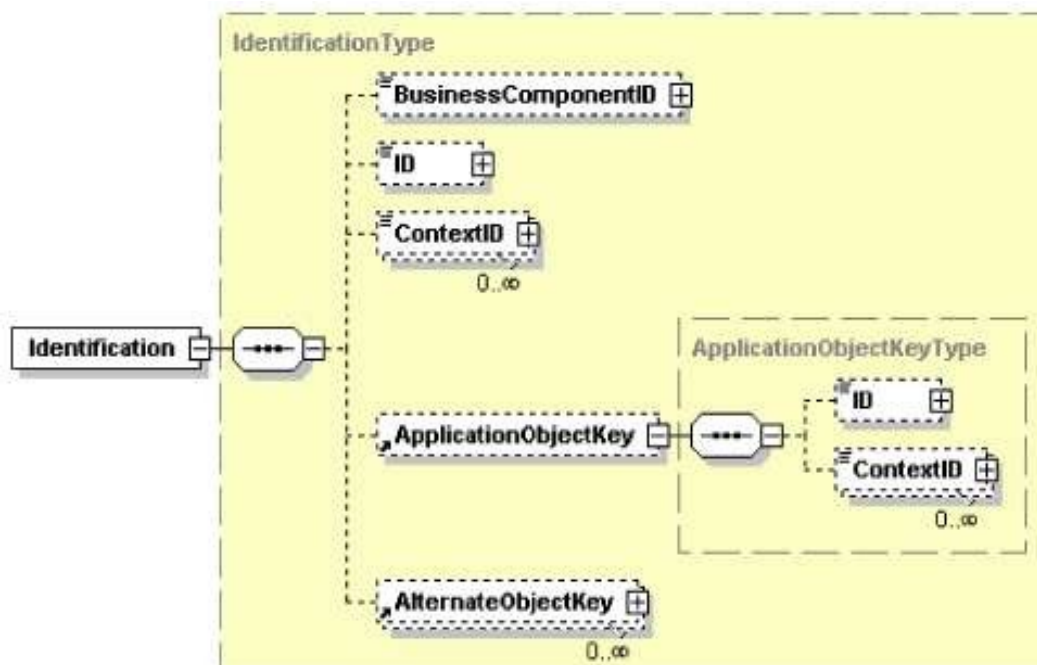 IdentificationType
BusinessComponentID
ID
ContextID
0..∞
Identification
ApplicationObjectKeyType
ID
ApplicationObjectKey
ContextID
0..∞
AlternateObjectKey
0..∞